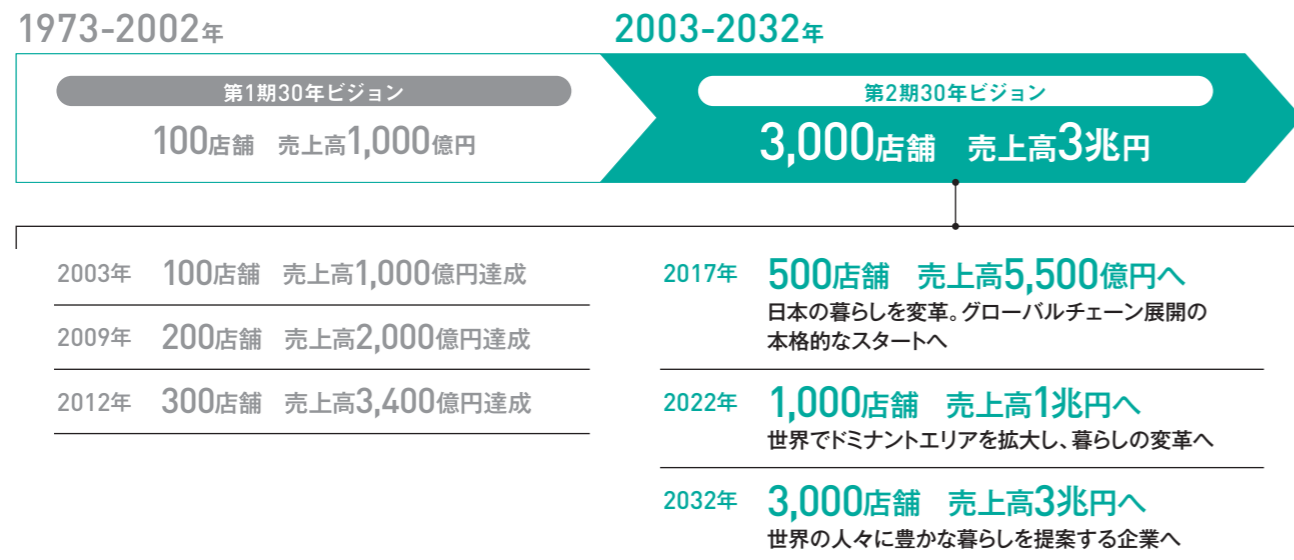 1973-2002年
2003-2032年
第1期30年ビジョン
100店舗 売上高1,000億円
第2期30年ビジョン
3,000店舗 売上高3兆円
2003年 100店舗 売上高1,000億円達成
2009年 200店舗 売上高2,000億円達成
2012年 300店舗 売上高3,400億円達成
2017年 500店舗 売上高5,500億円へ
日本の暮らしを変革。グローバルチェーン展開の
本格的なスタートへ
2022年 1,000店舗 売上高1兆円へ
世界でドミナントエリアを拡大し、暮らしの変革へ
2032年 3,000店舗 売上高3兆円へ
世界の人々に豊かな暮らしを提案する企業へ